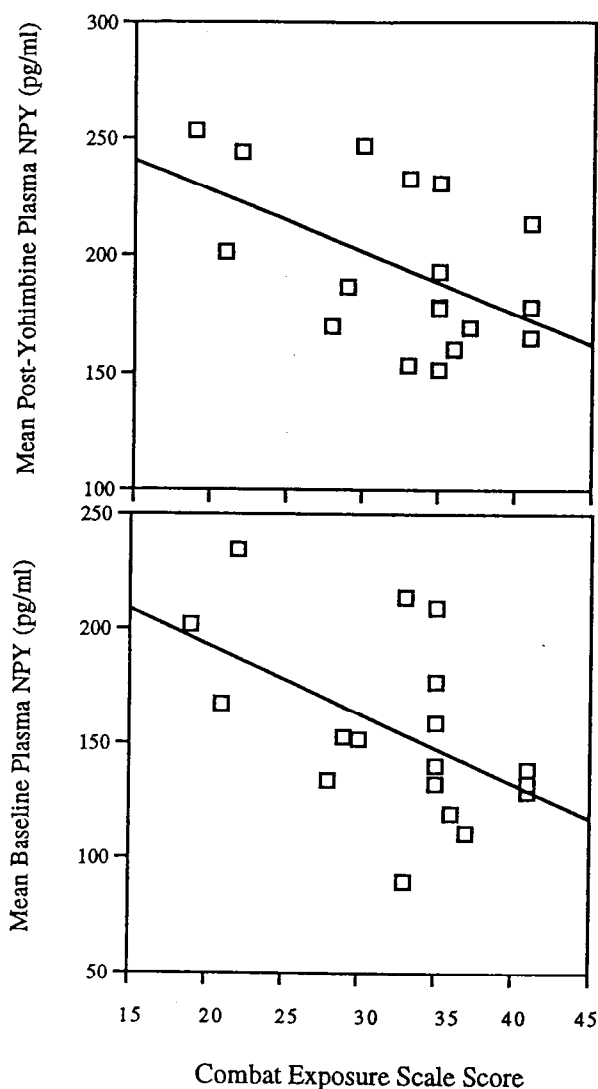 Mean Post-Yohimbine Plasma NPY (pg/ml)
300
250
200
150
100
Mean Baseline Plasma NPY (pg/ml)
250
200
150
100
50
15 20 25 30 35 40 45
Combat Exposure Scale Score